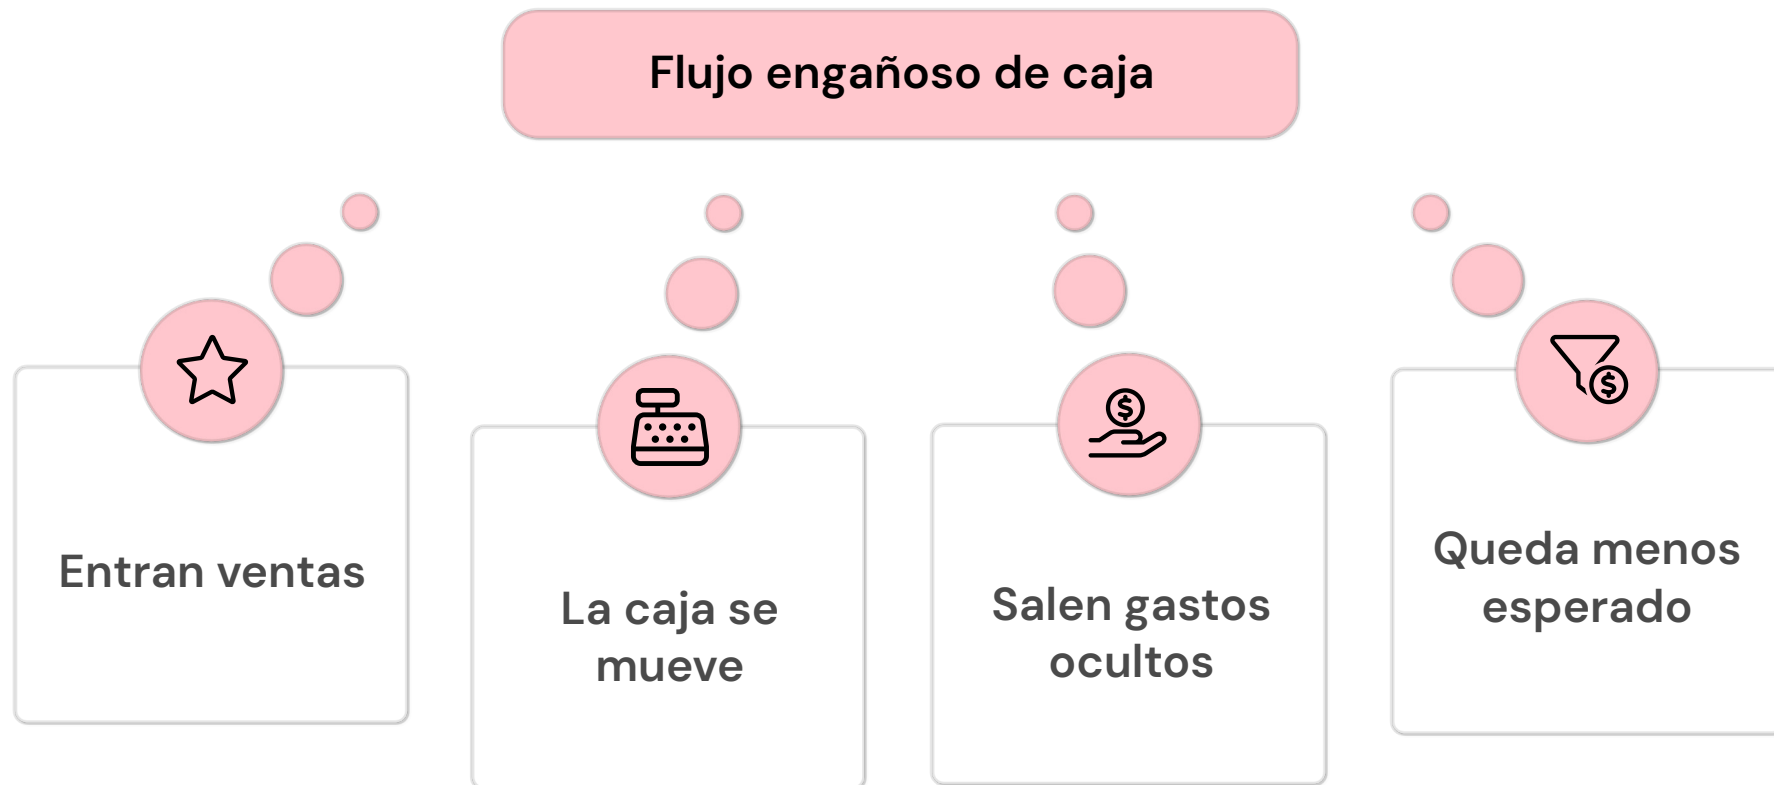 Flujo engañoso de caja
Entran ventas
La caja se
mueve
Salen gastos
ocultos
Queda menos
esperado